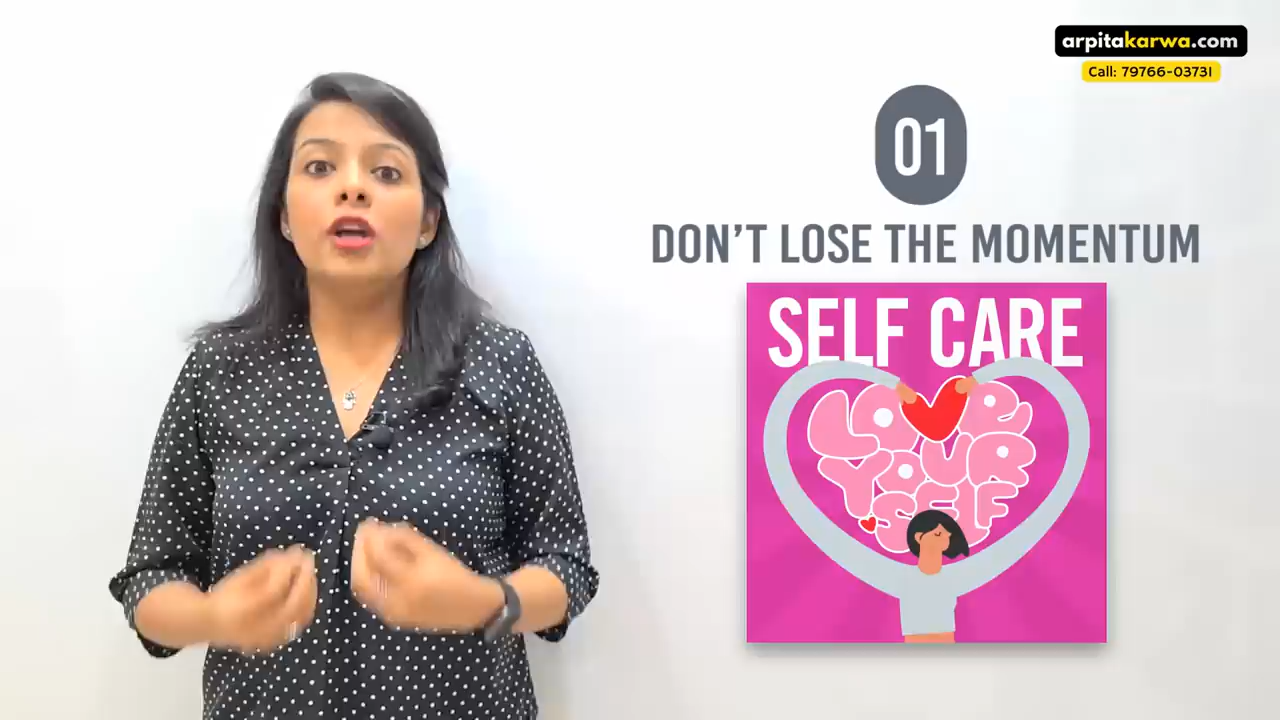 arpitakarwa.com
Call: 79766-03731
01
DON'T LOSE THE MOMENTUM
SELF CARE
LOVE
YOUR
SELF